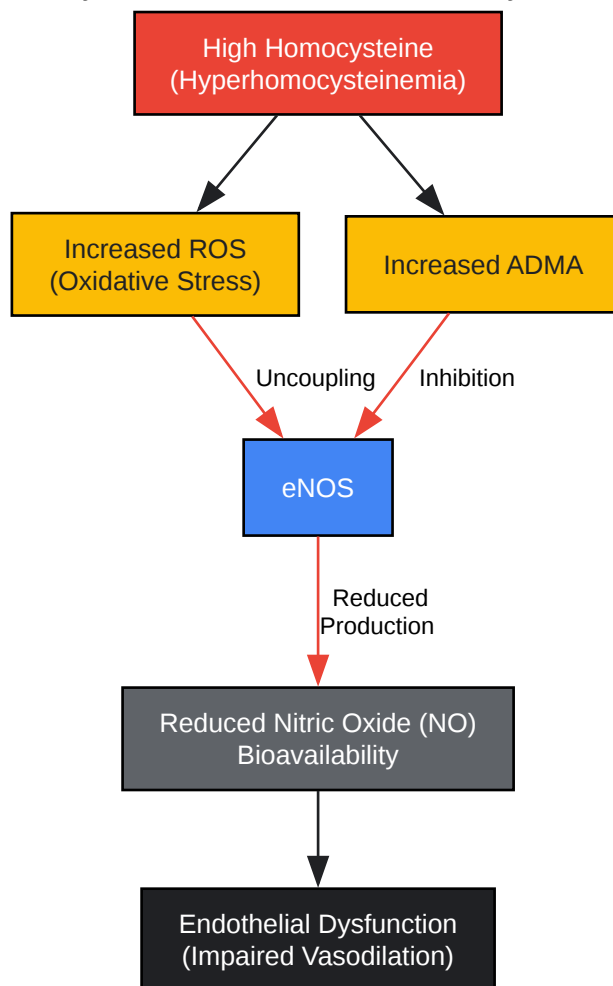 High Homocysteine
(Hyperhomocysteinemia)
Increased ROS
(Oxidative Stress)
Increased ADMA
Uncoupling
Inhibition
eNOS
Reduced
Production
Reduced Nitric Oxide (NO)
Bioavailability
Endothelial Dysfunction
(Impaired Vasodilation)